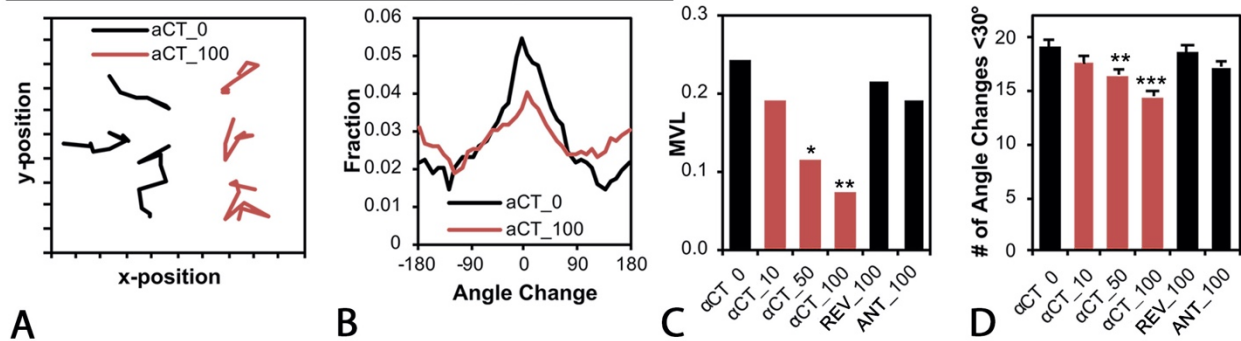 aCT_0
aCT_100
y-position
x-position
A
0.06
0.05
0.04
0.03
0.02
0.01
0
Fraction
aCT_0
aCT_100
-180 -90 0 90 180
Angle Change
B
0.3
0.2
0.1
0.0
MVL
*
**
αCT_0
αCT_10
αCT_50
αCT_100
REV_100
ANT_100
C
20
15
10
5
0
# of Angle Changes <30°
**
***
αCT_0
αCT_10
αCT_50
αCT_100
REV_100
ANT_100
D